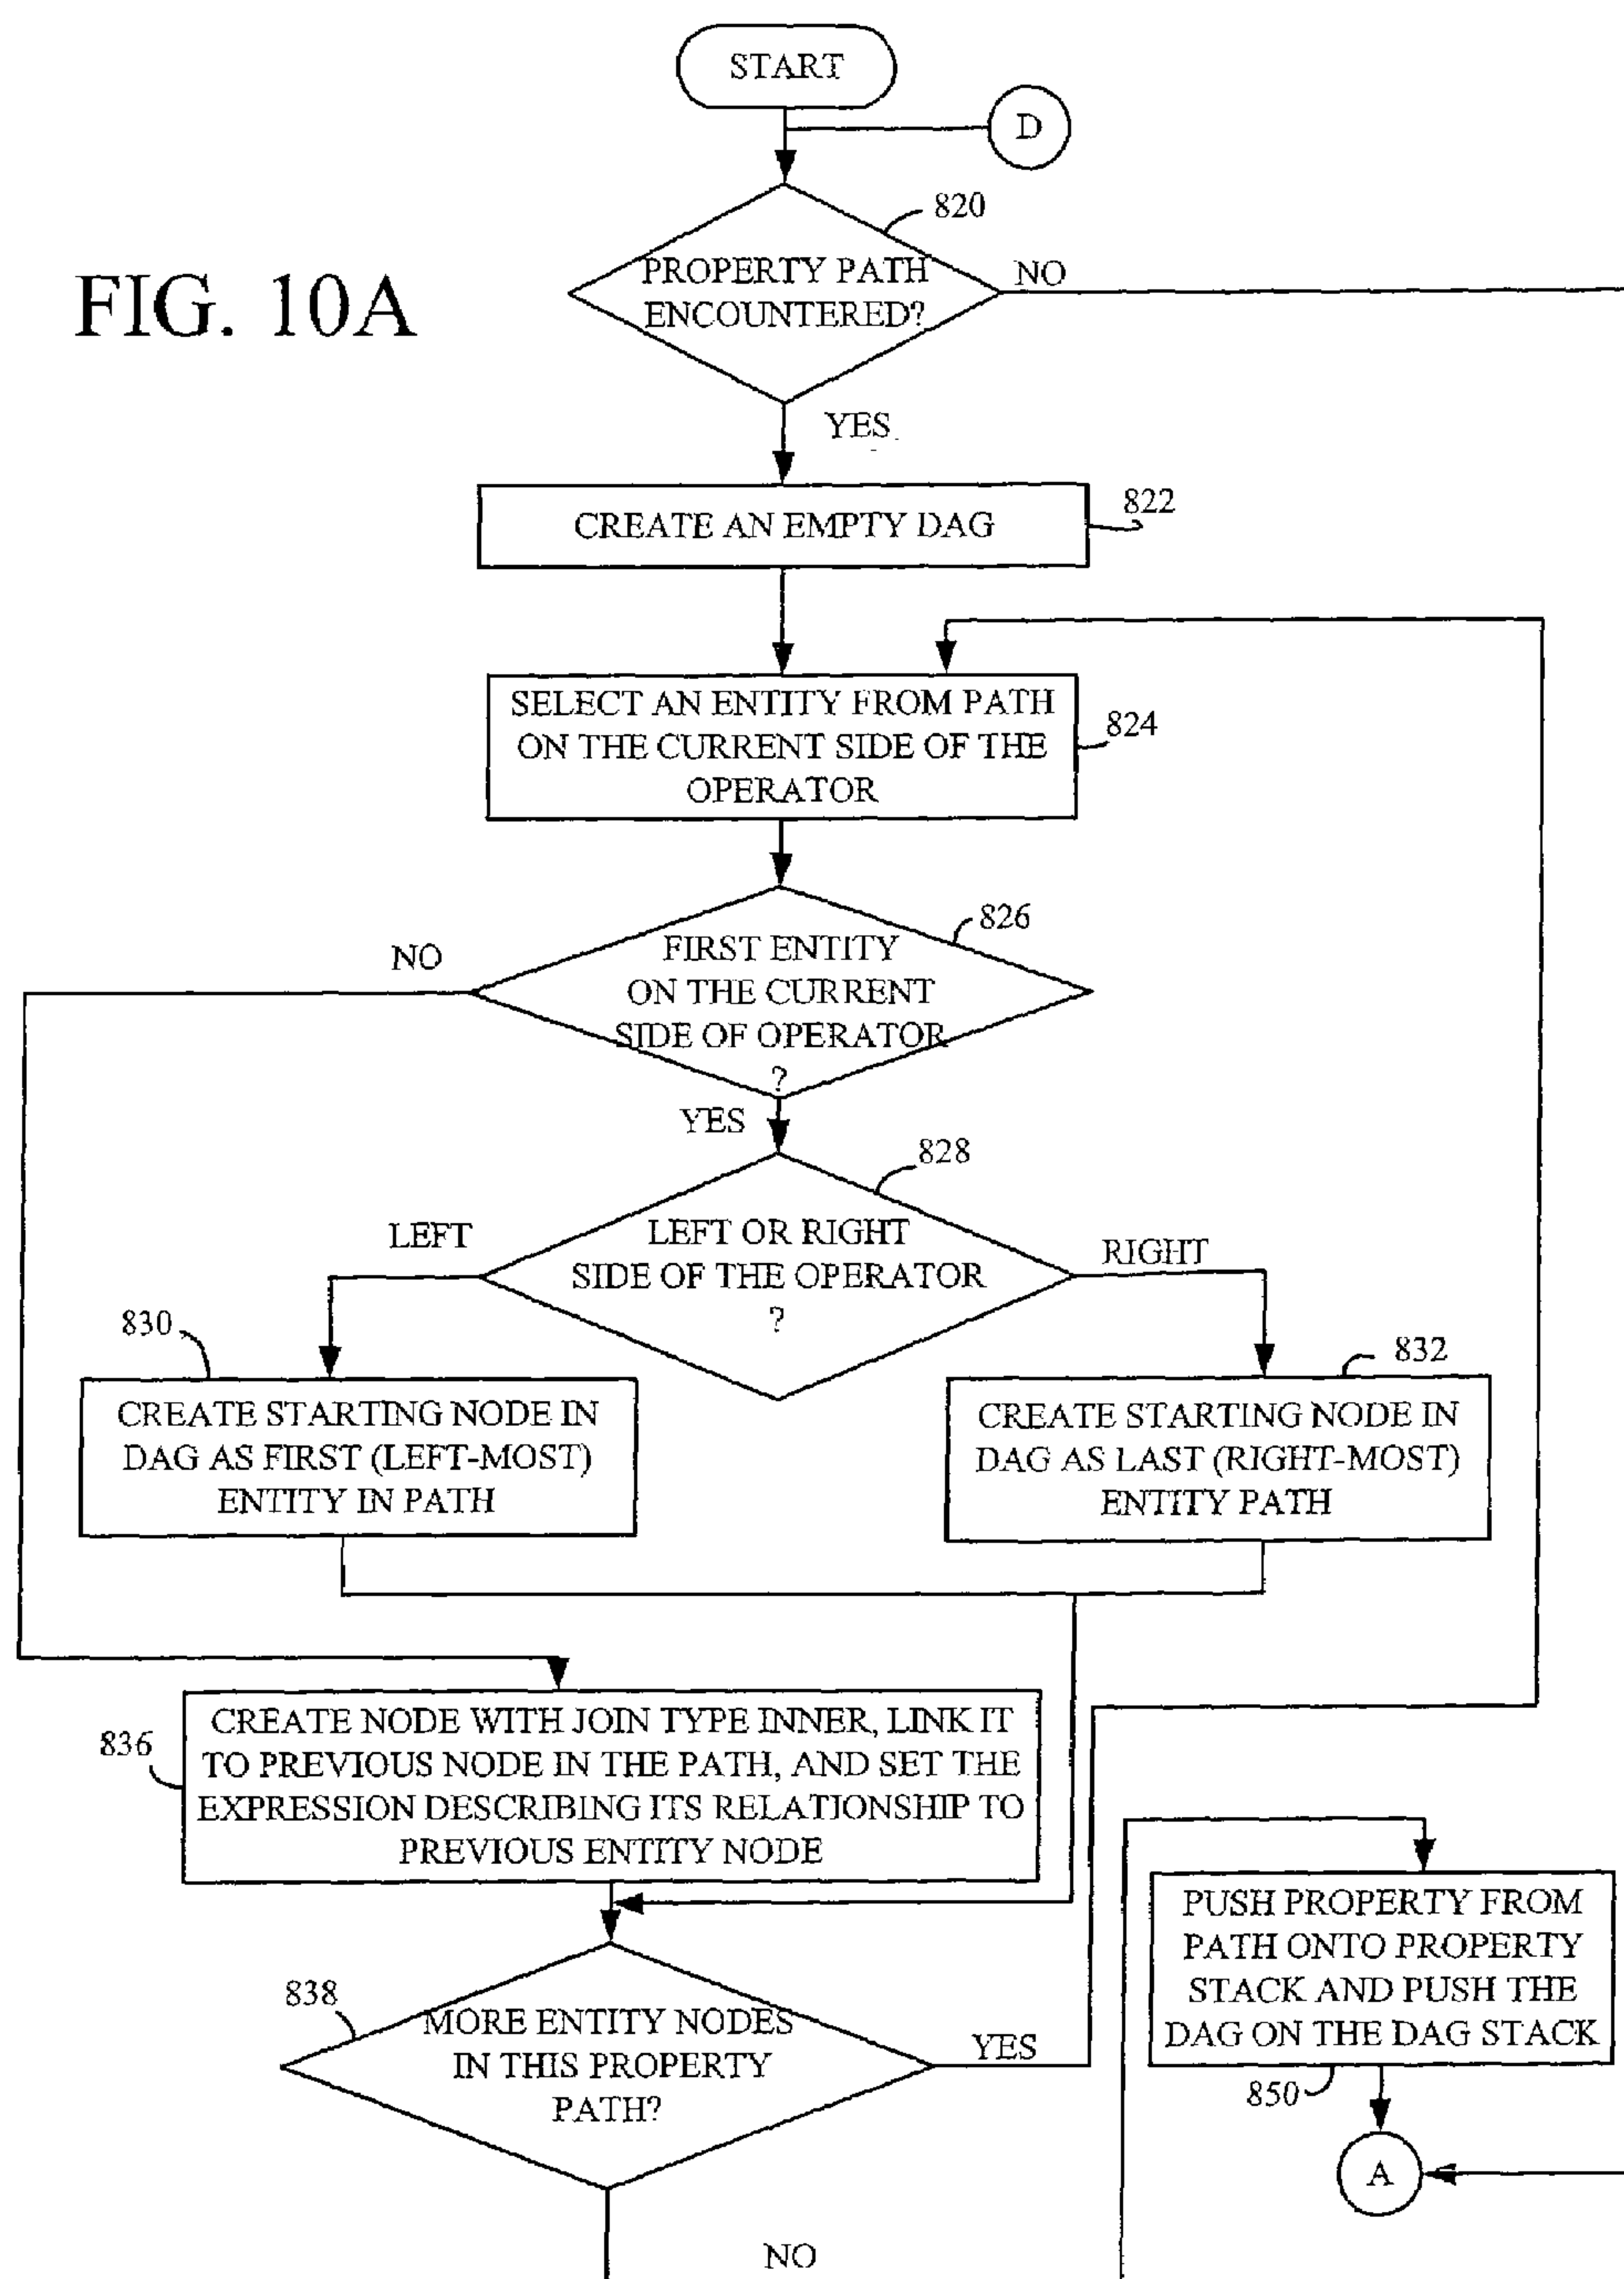 START
D
820
FIG. 10A
PROPERTY PATH
ENCOUNTERED?
NO
YES
CREATE AN EMPTY DAG
822
SELECT AN ENTITY FROM PATH
ON THE CURRENT SIDE OF THE
OPERATOR
824
826
NO
FIRST ENTITY
ON THE CURRENT
SIDE OF OPERATOR
?
YES
828
LEFT
LEFT OR RIGHT
SIDE OF THE OPERATOR
?
RIGHT
830
832
CREATE STARTING NODE IN
DAG AS FIRST (LEFT-MOST)
ENTITY IN PATH
CREATE STARTING NODE IN
DAG AS LAST (RIGHT-MOST)
ENTITY PATH
836
CREATE NODE WITH JOIN TYPE INNER, LINK IT
TO PREVIOUS NODE IN THE PATH, AND SET THE
EXPRESSION DESCRIBING ITS RELATIONSHIP TO
PREVIOUS ENTITY NODE
838
MORE ENTITY NODES
IN THIS PROPERTY
PATH?
YES
NO
PUSH PROPERTY FROM
PATH ONTO PROPERTY
STACK AND PUSH THE
DAG ON THE DAG STACK
850
A